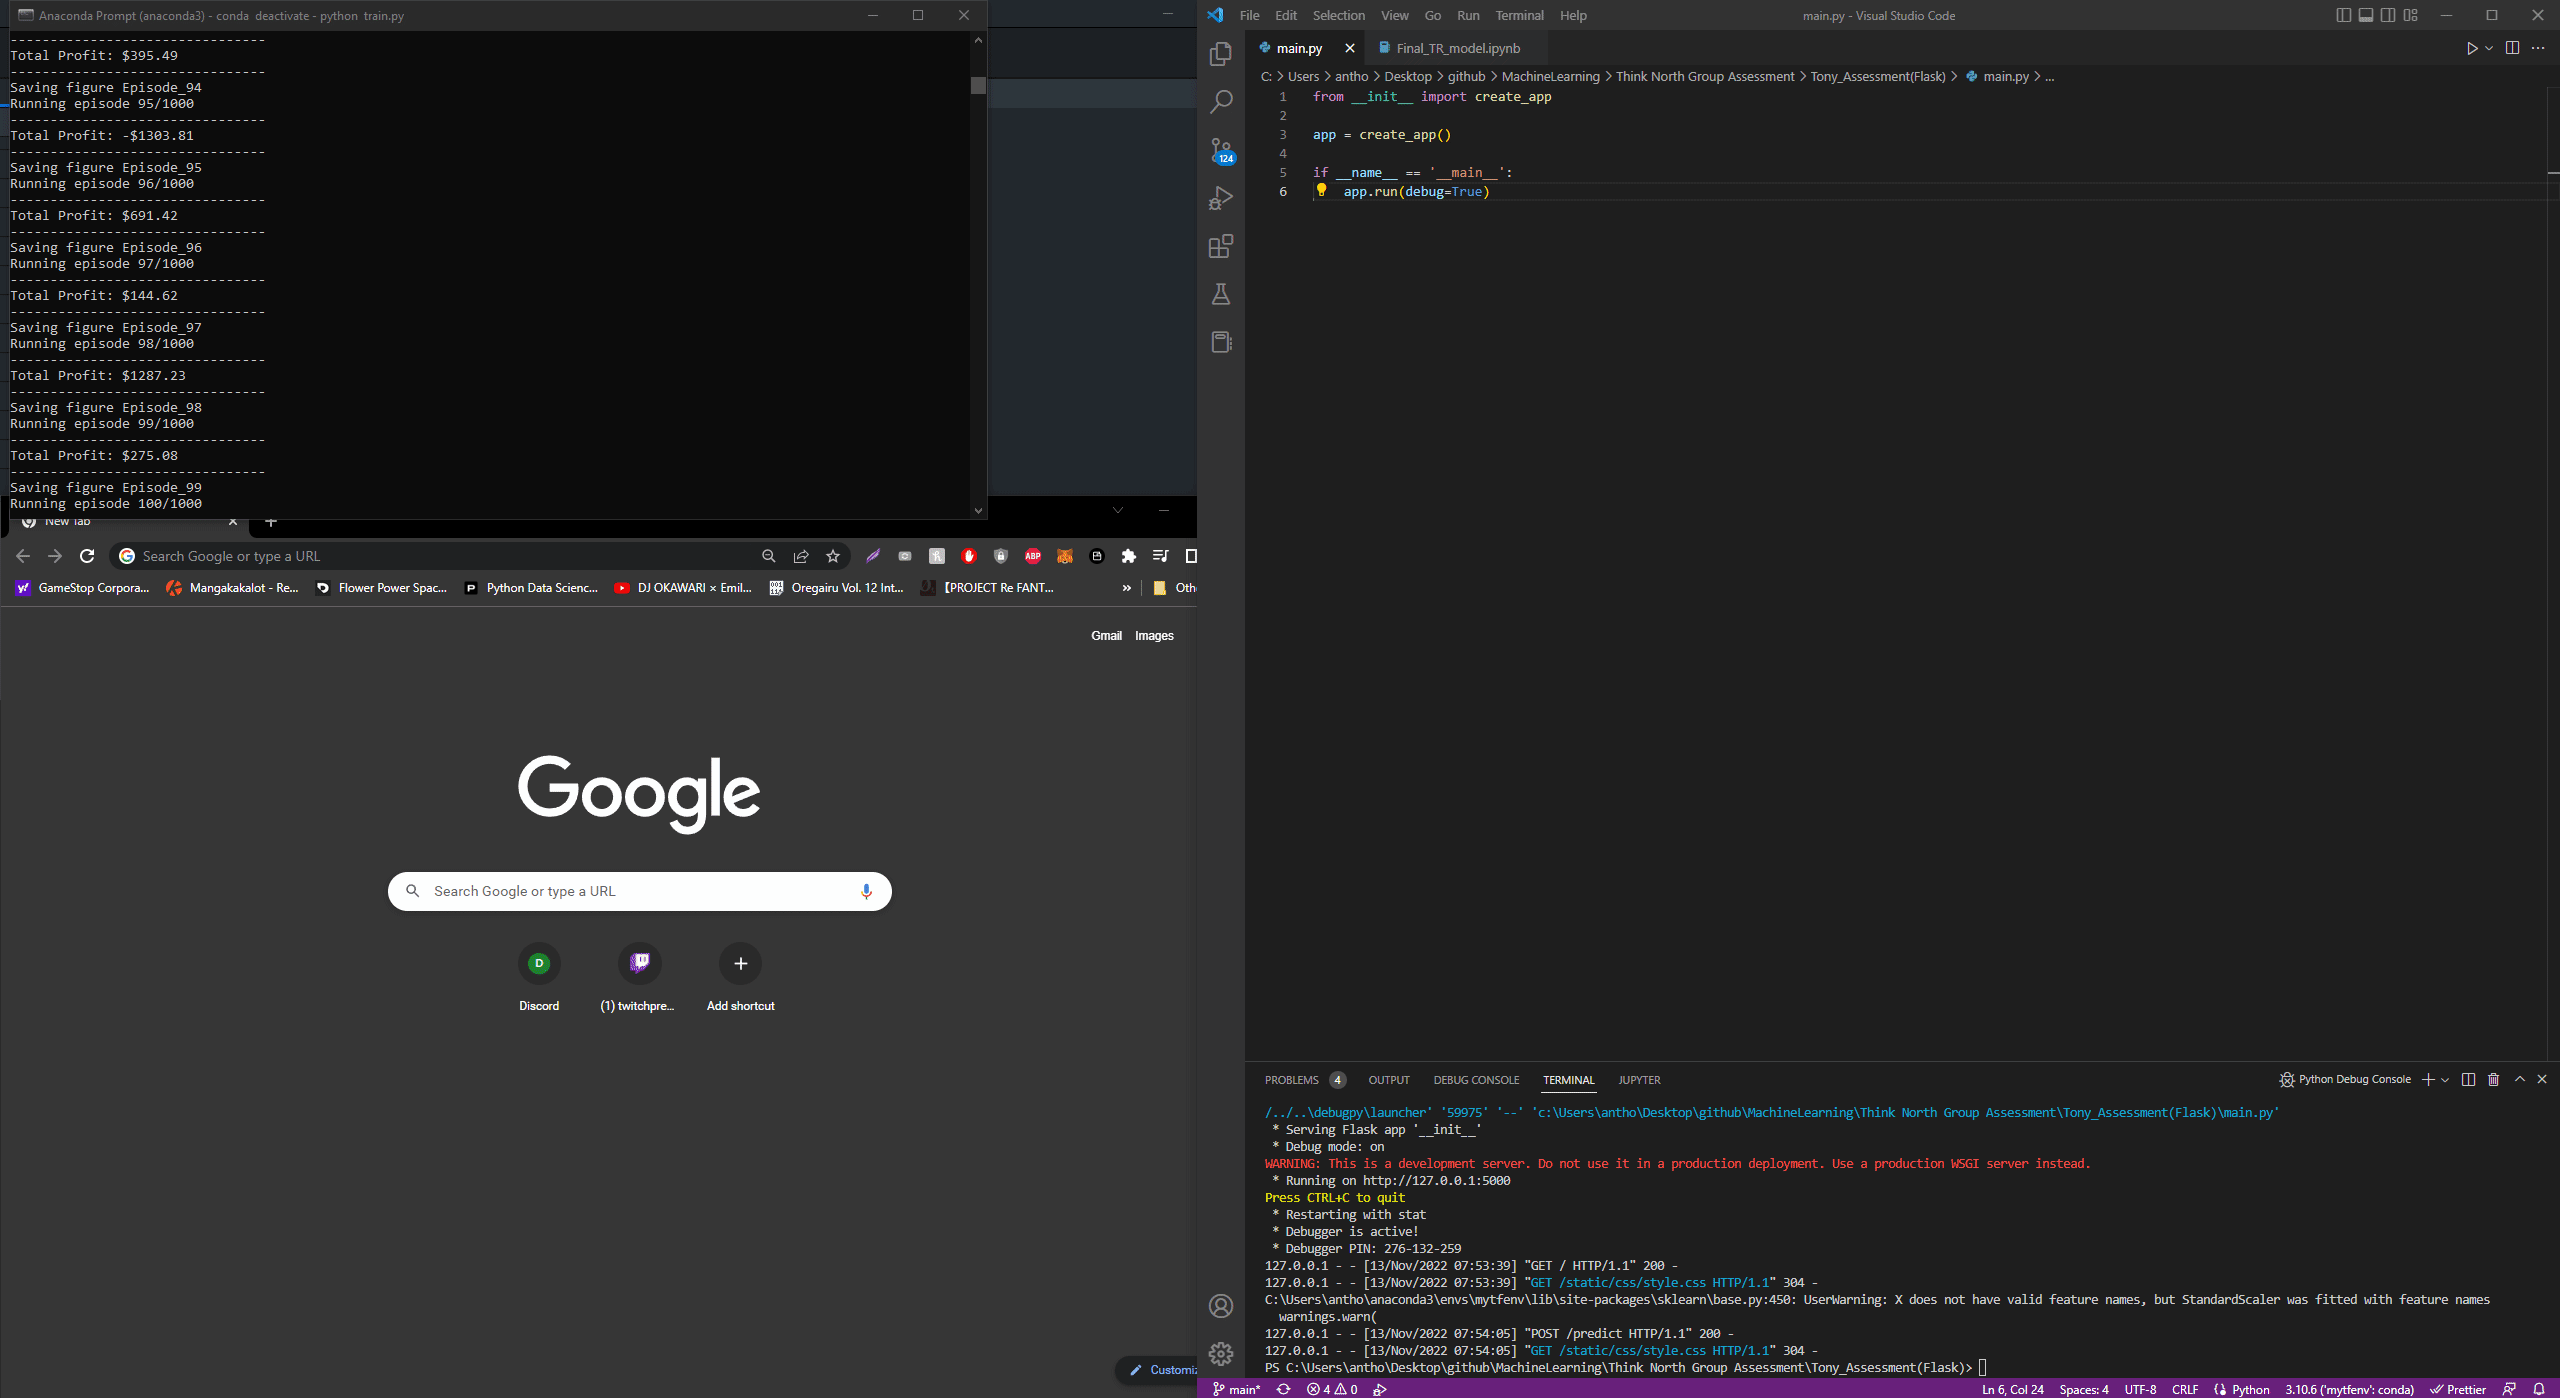 Anaconda Prompt (anaconda3) - conda  deactivate - python  train.py
--------------------------------
Total Profit: $395.49
--------------------------------
Saving figure Episode_94
Running episode 95/1000
--------------------------------
Total Profit: -$1303.81
--------------------------------
Saving figure Episode_95
Running episode 96/1000
--------------------------------
Total Profit: $691.42
--------------------------------
Saving figure Episode_96
Running episode 97/1000
--------------------------------
Total Profit: $144.62
--------------------------------
Saving figure Episode_97
Running episode 98/1000
--------------------------------
Total Profit: $1287.23
--------------------------------
Saving figure Episode_98
Running episode 99/1000
--------------------------------
Total Profit: $275.08
--------------------------------
Saving figure Episode_99
Running episode 100/1000
New Tab
Search Google or type a URL
ABP
GameStop Corpora... Mangakakalot - Re... Flower Power Spac... Python Data Scienc... DJ OKAWARI × Emil... Oregairu Vol. 12 Int... 【PROJECT Re FANT... » Oth
Gmail Images
Google
Search Google or type a URL
D
Discord (1) twitchpre... Add shortcut
Customiz
File Edit Selection View Go Run Terminal Help main.py - Visual Studio Code
main.py Final_TR_model.ipynb
C: > Users > antho > Desktop > github > MachineLearning > Think North Group Assessment > Tony_Assessment(Flask) > main.py > ...
124
1 from __init__ import create_app
2
3 app = create_app()
4
5 if __name__ == '__main__':
6 app.run(debug=True)
PROBLEMS 4 OUTPUT DEBUG CONSOLE TERMINAL JUPYTER Python Debug Console
/../..\debugpy\launcher' '59975' '--' 'c:\Users\antho\Desktop\github\MachineLearning\Think North Group Assessment\Tony_Assessment(Flask)\main.py'
* Serving Flask app '__init__'
* Debug mode: on
WARNING: This is a development server. Do not use it in a production deployment. Use a production WSGI server instead.
* Running on http://127.0.0.1:5000
Press CTRL+C to quit
* Restarting with stat
* Debugger is active!
* Debugger PIN: 276-132-259
127.0.0.1 - - [13/Nov/2022 07:53:39] "GET / HTTP/1.1" 200 -
127.0.0.1 - - [13/Nov/2022 07:53:39] "GET /static/css/style.css HTTP/1.1" 304 -
C:\Users\antho\anaconda3\envs\mytfenv\lib\site-packages\sklearn\base.py:450: UserWarning: X does not have valid feature names, but StandardScaler was fitted with feature names
warnings.warn(
127.0.0.1 - - [13/Nov/2022 07:54:05] "POST /predict HTTP/1.1" 200 -
127.0.0.1 - - [13/Nov/2022 07:54:05] "GET /static/css/style.css HTTP/1.1" 304 -
PS C:\Users\antho\Desktop\github\MachineLearning\Think North Group Assessment\Tony_Assessment(Flask)>
main* 4 0 Ln 6, Col 24 Spaces: 4 UTF-8 CRLF Python 3.10.6 ('mytfenv': conda) Prettier